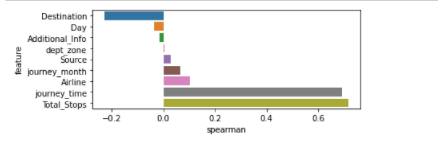 Destination
Day
Additional_Info
dept_zone
Source
journey_month
Airline
journey_time
Total_Stops
feature
−0.2 0.0 0.2 0.4 0.6
spearman